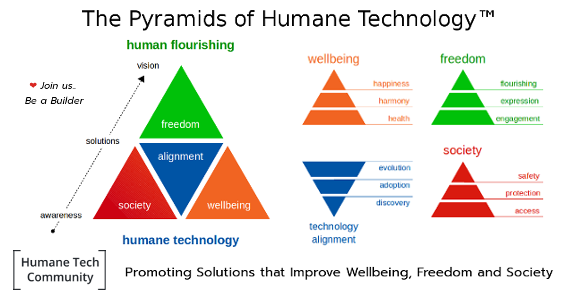 The Pyramids of Humane Technology™
human flourishing
vision
❤ Join us.
Be a Builder
solutions
awareness
freedom
alignment
society
wellbeing
humane technology
wellbeing
happiness
harmony
health
freedom
flourishing
expression
engagement
evolution
adoption
discovery
technology
alignment
society
safety
protection
access
Humane Tech
Community
Promoting Solutions that Improve Wellbeing, Freedom and Society